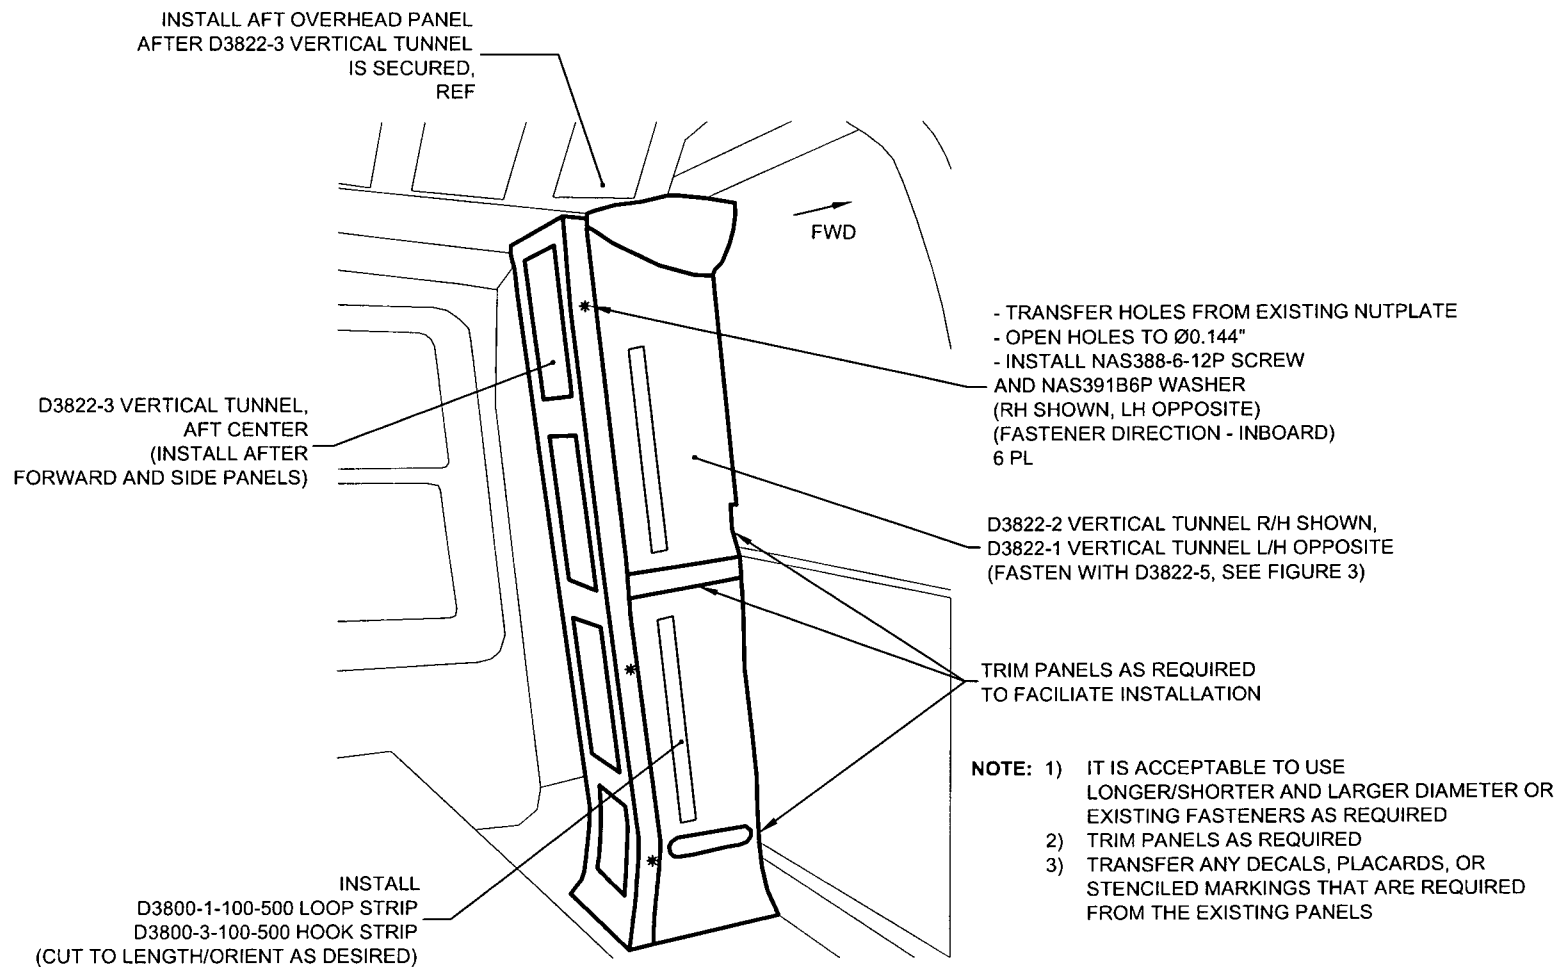 INSTALL AFT OVERHEAD PANEL
AFTER D3822-3 VERTICAL TUNNEL
IS SECURED,
REF
FWD
- TRANSFER HOLES FROM EXISTING NUTPLATE
- OPEN HOLES TO Ø0.144"
- INSTALL NAS388-6-12P SCREW
AND NAS391B6P WASHER
(RH SHOWN, LH OPPOSITE)
(FASTENER DIRECTION - INBOARD)
6 PL
D3822-3 VERTICAL TUNNEL,
AFT CENTER
(INSTALL AFTER
FORWARD AND SIDE PANELS)
D3822-2 VERTICAL TUNNEL R/H SHOWN,
D3822-1 VERTICAL TUNNEL L/H OPPOSITE
(FASTEN WITH D3822-5, SEE FIGURE 3)
TRIM PANELS AS REQUIRED
TO FACILIATE INSTALLATION
NOTE: 1) IT IS ACCEPTABLE TO USE
LONGER/SHORTER AND LARGER DIAMETER OR
EXISTING FASTENERS AS REQUIRED
2) TRIM PANELS AS REQUIRED
3) TRANSFER ANY DECALS, PLACARDS, OR
STENCILED MARKINGS THAT ARE REQUIRED
FROM THE EXISTING PANELS
INSTALL
D3800-1-100-500 LOOP STRIP
D3800-3-100-500 HOOK STRIP
(CUT TO LENGTH/ORIENT AS DESIRED)